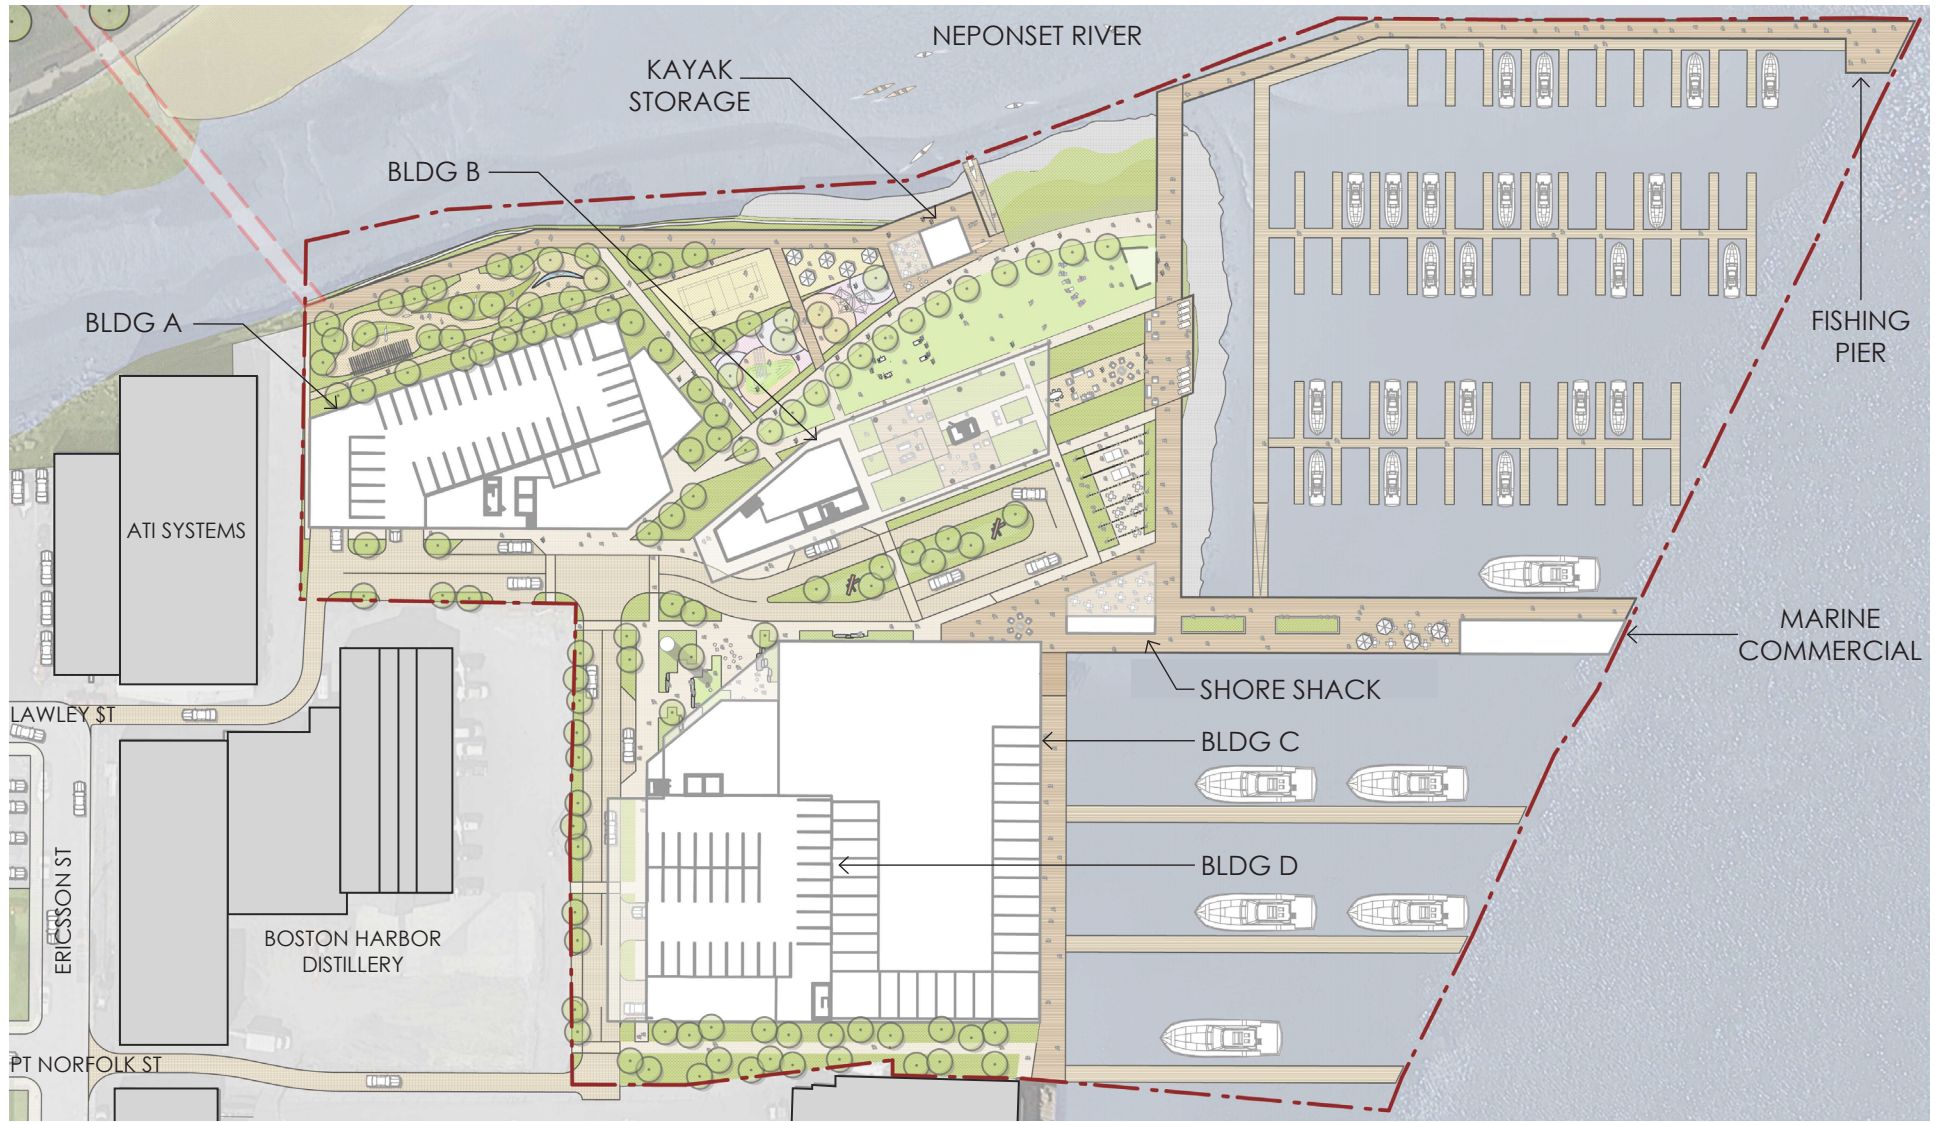 NEPONSET RIVER
KAYAK
STORAGE
BLDG B
BLDG A
FISHING
PIER
ATI SYSTEMS
MARINE
COMMERCIAL
SHORE SHACK
LAWLEY ST
BLDG C
BLDG D
ERICSSON ST
BOSTON HARBOR
DISTILLERY
PT NORFOLK ST